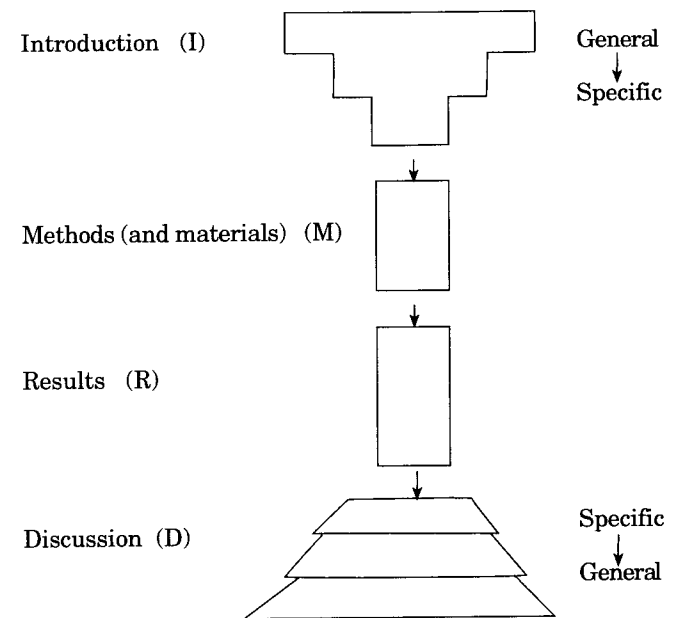 Introduction (I)
General
Specific
Methods (and materials) (M)
Results (R)
Discussion (D)
Specific
General